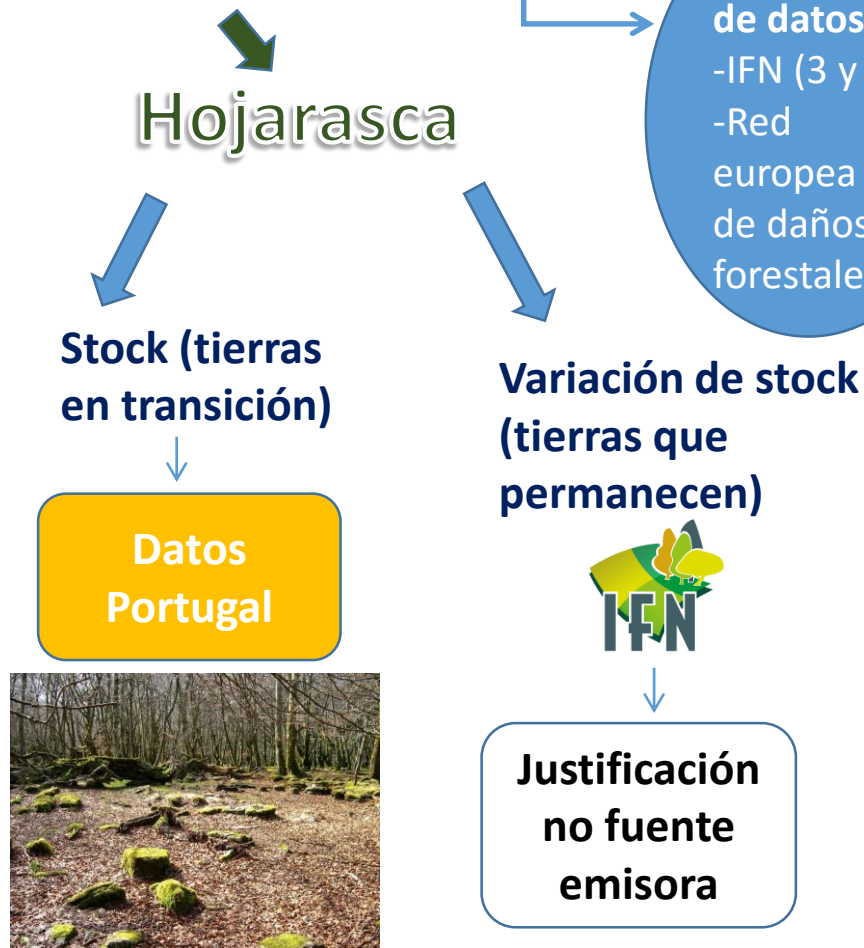 de datos
-IFN (3 y
-Red
europea
de daños
Hojarasca
Stock (tierras
en transición)
Variación de stock
(tierras que
permanecen)
Datos
Portugal
IFN
Justificación
no fuente
emisora